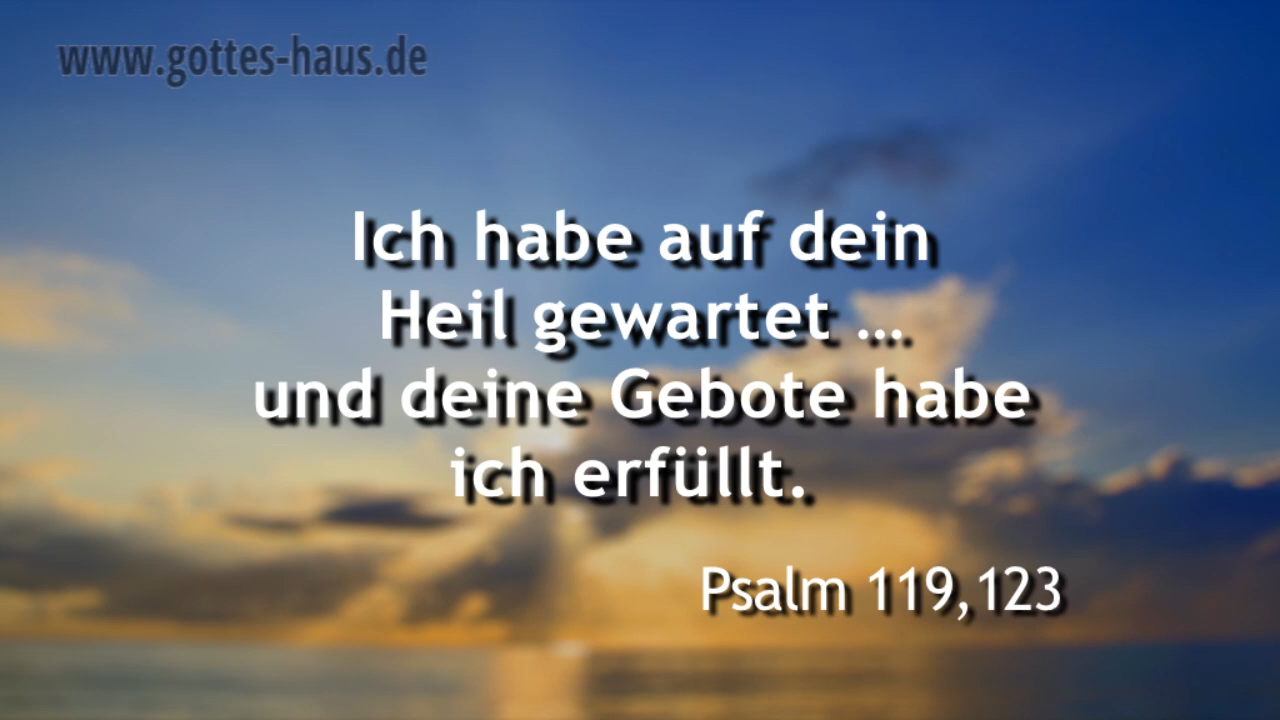 www.gottes-haus.de
Ich habe auf dein
Heil gewartet ...
und deine Gebote habe
ich erfüllt.
Psalm 119,123